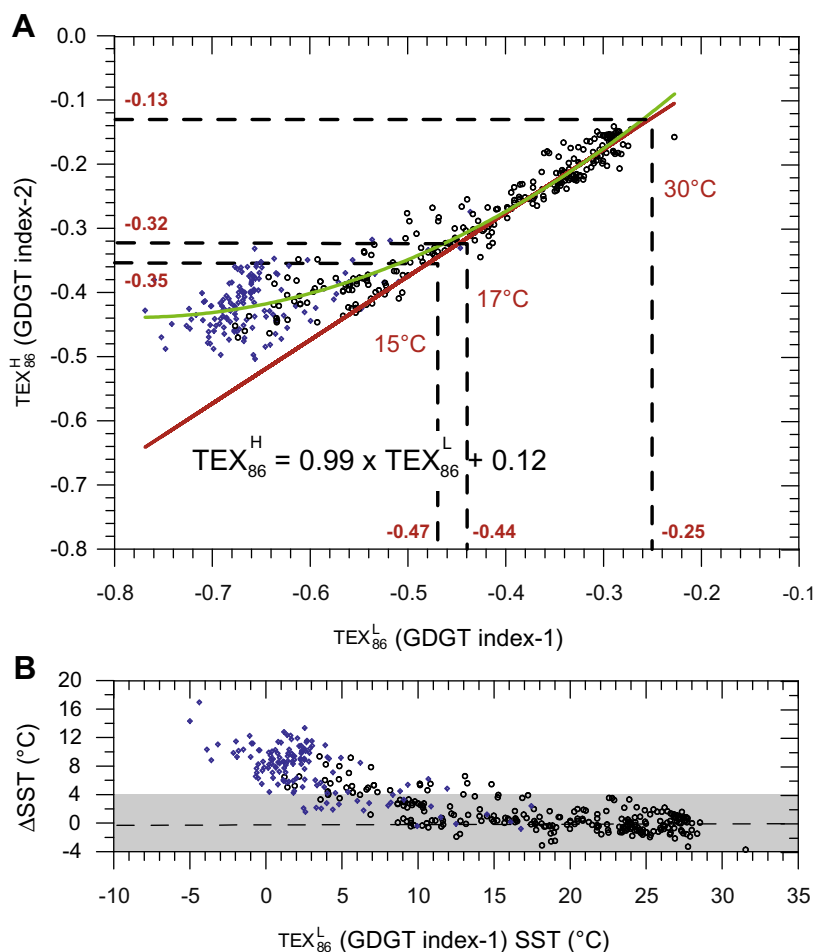 A
0.0
-0.1
-0.2
-0.3
-0.4
-0.5
-0.6
-0.7
-0.8
TEX₈₆ᴴ (GDGT index-2)
-0.13
-0.32
-0.35
30°C
17°C
15°C
TEX₈₆ᴴ = 0.99 x TEX₈₆ᴸ + 0.12
-0.47 -0.44 -0.25
-0.8 -0.7 -0.6 -0.5 -0.4 -0.3 -0.2 -0.1
TEX₈₆ᴸ (GDGT index-1)
B
20
16
12
8
4
0
-4
ΔSST (°C)
-10 -5 0 5 10 15 20 25 30 35
TEX₈₆ᴸ (GDGT index-1) SST (°C)